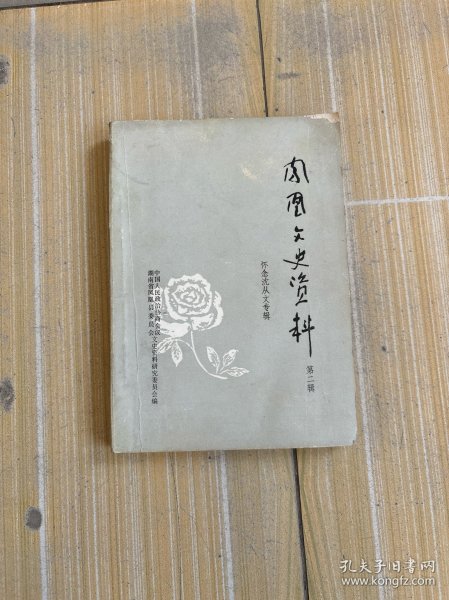 凤凰文史资料
第二辑
怀念沈从文专辑
中国人民政治协商会议
湖南省凤凰县委员会
文史资料研究委员会编
孔夫子旧书网
www.kongfz.com